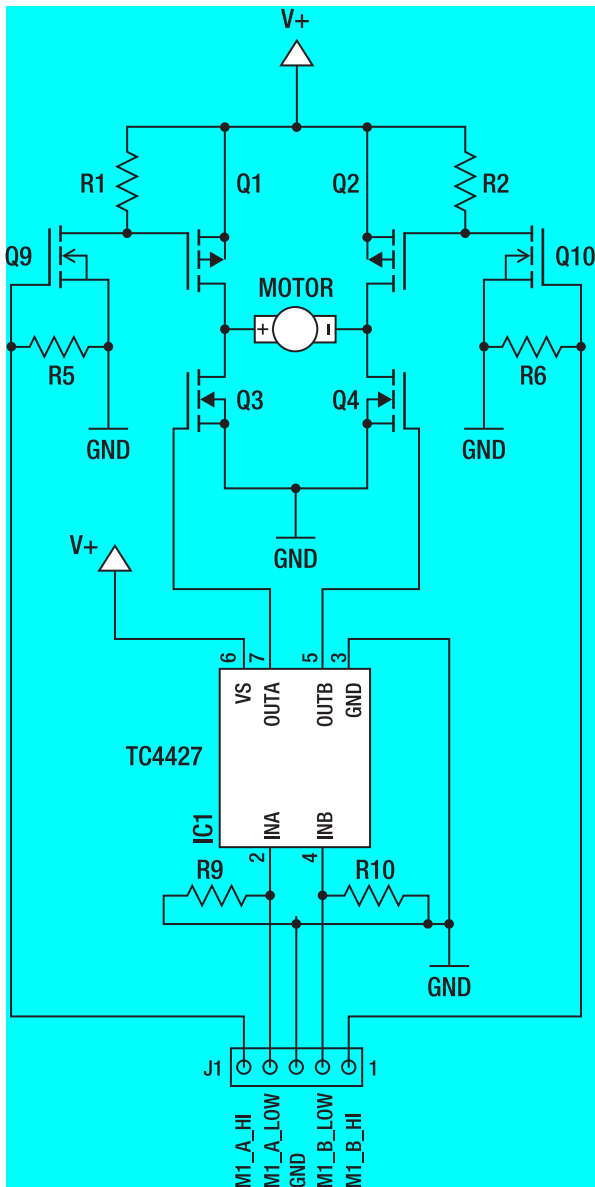 V+
R1
Q1
Q2
R2
Q9
Q10
MOTOR
+
-
R5
Q3
Q4
R6
GND
GND
GND
V+
6
7
5
3
VS
OUTA
OUTB
GND
TC4427
IC1
INA
INB
2
4
R9
R10
GND
J1
1
M1_A_HI
M1_A_LOW
GND
M1_B_LOW
M1_B_HI